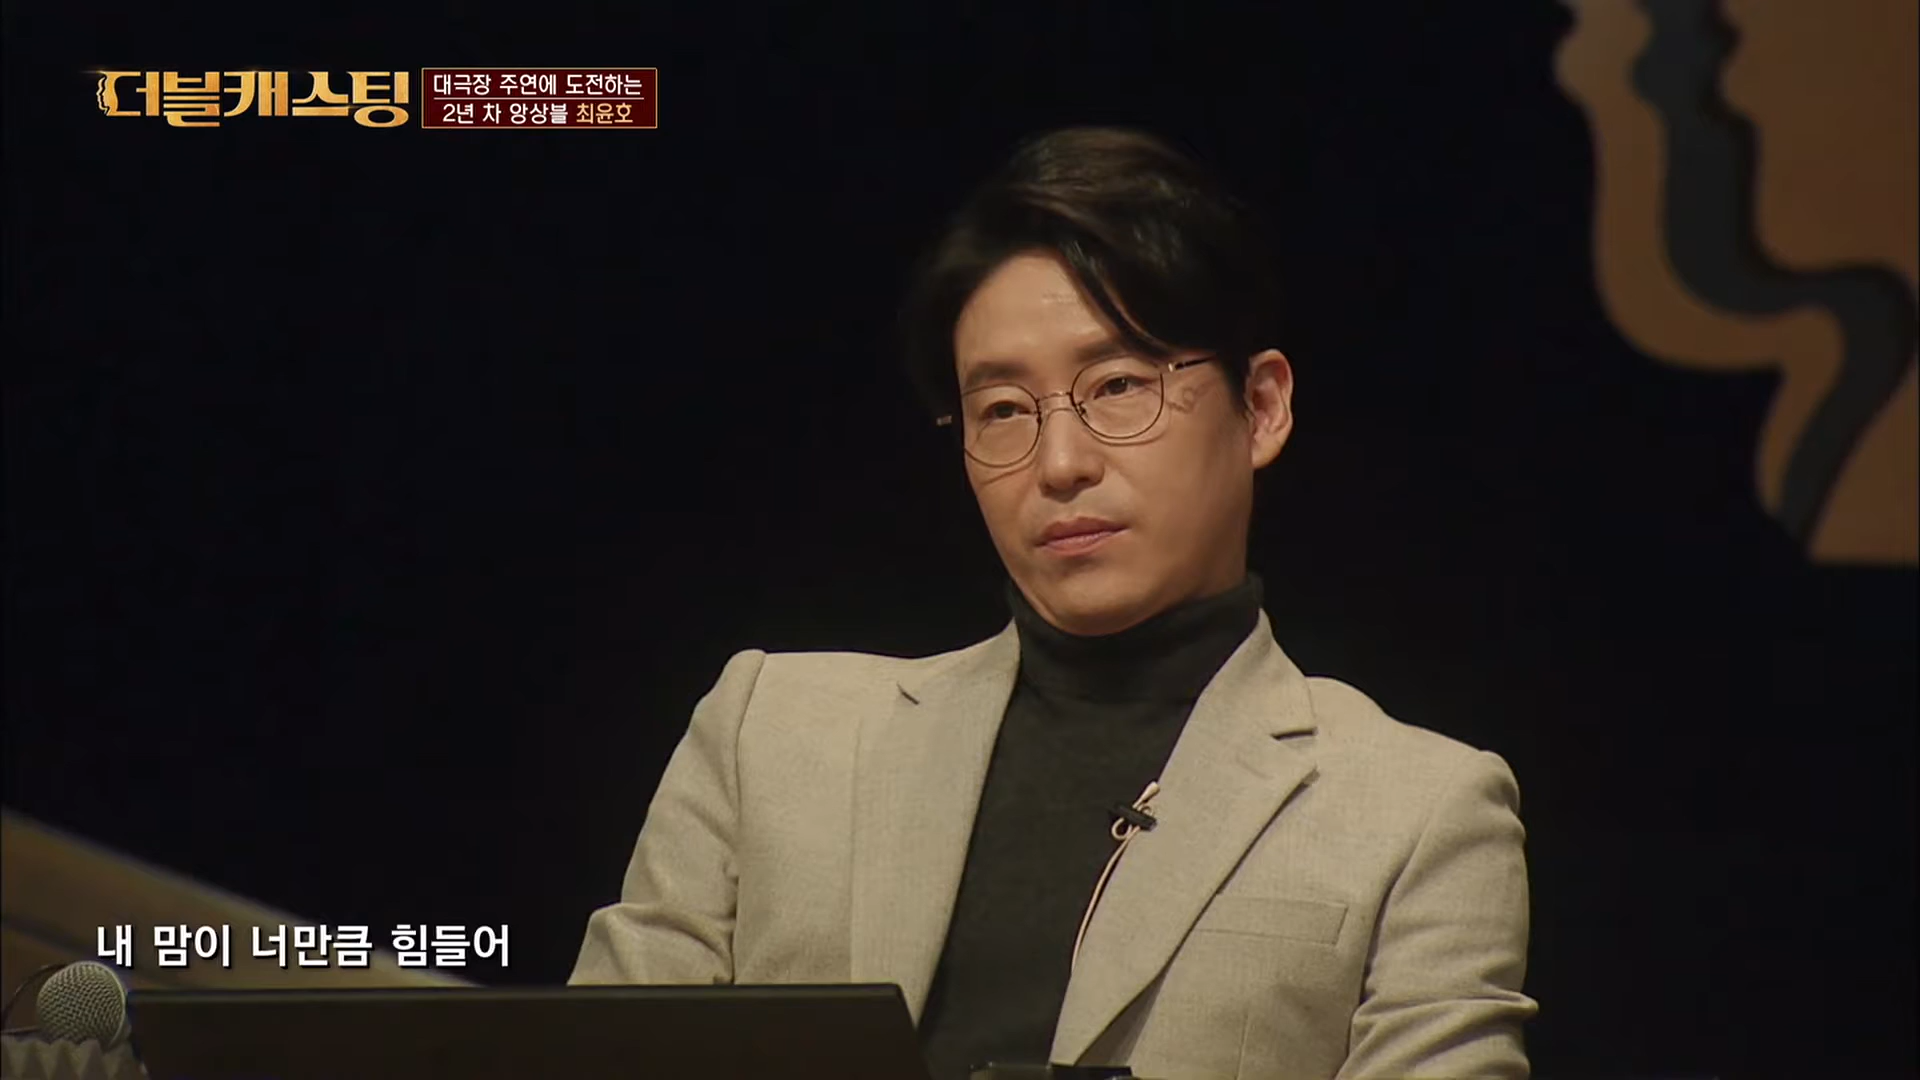 더블캐스팅
대극장 주연에 도전하는
2년 차 앙상블 최윤호
내 맘이 너만큼 힘들어